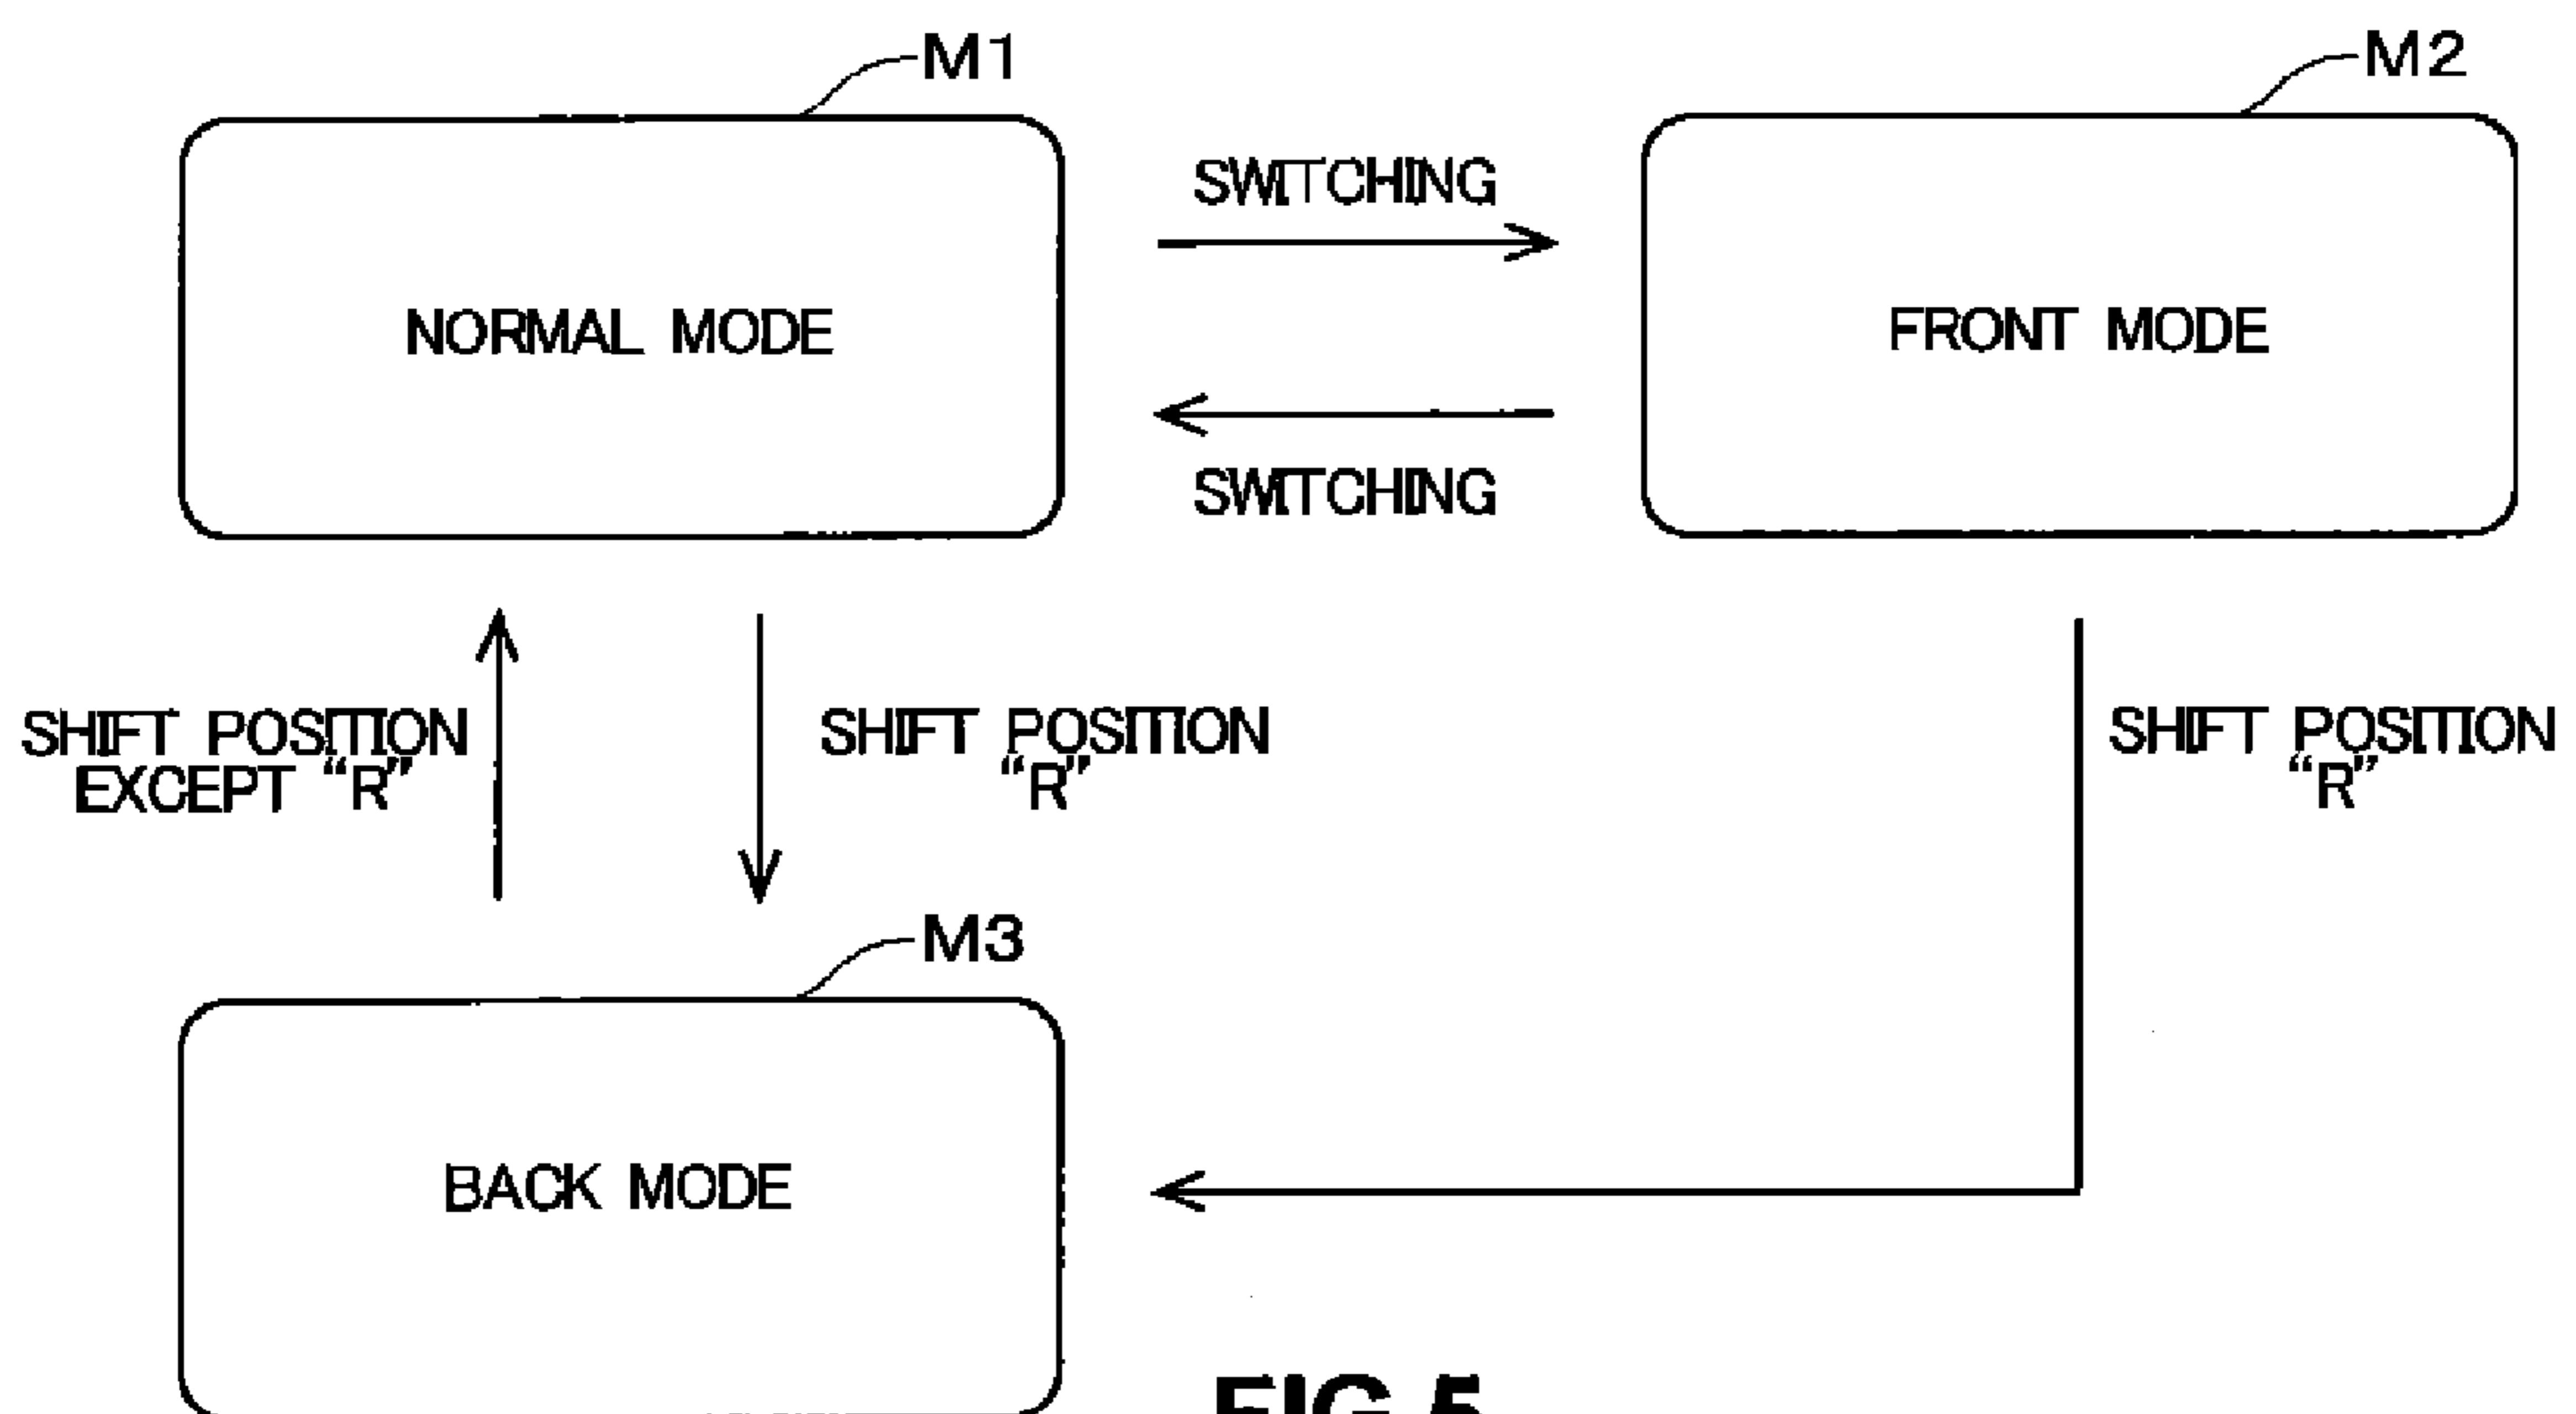 M1
M2
NORMAL MODE
SWITCHING
SWITCHING
FRONT MODE
SHIFT POSITION
EXCEPT “R”
SHIFT POSITION
“R”
SHIFT POSITION
“R”
M3
BACK MODE
FIG.5